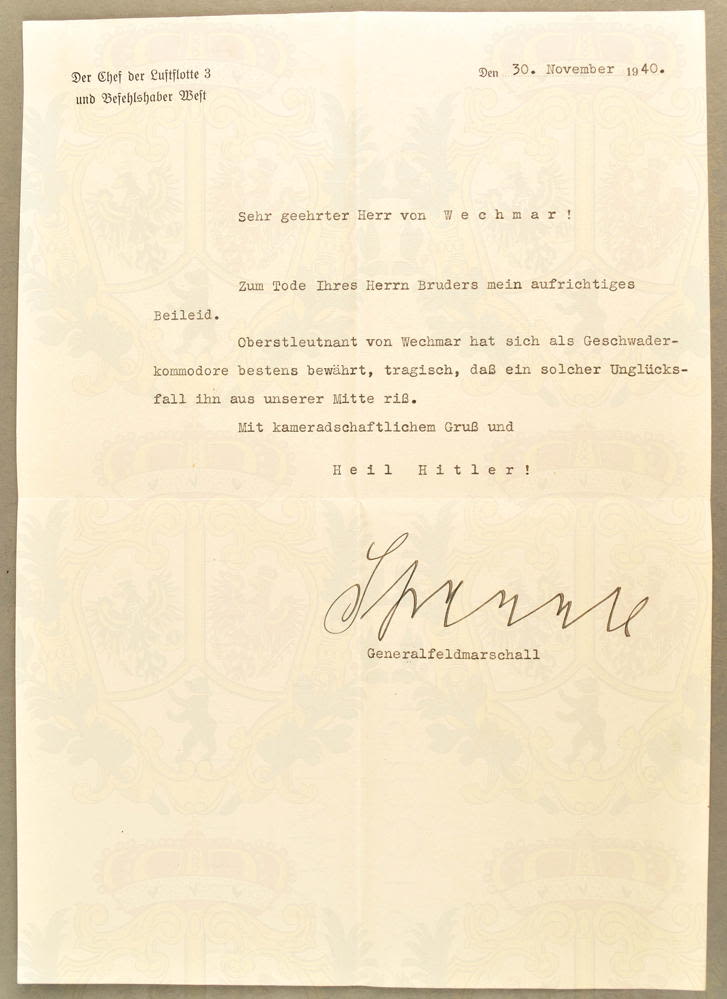 Der Chef der Luftflotte 3
und Befehlshaber West
Den 30. November 1940.
Sehr geehrter Herr von W e c h m a r !
Zum Tode Ihres Herrn Bruders mein aufrichtiges
Beileid.
Oberstleutnant von Wechmar hat sich als Geschwader-
kommodore bestens bewährt, tragisch, daß ein solcher Unglücks-
fall ihn aus unserer Mitte riß.
Mit kameradschaftlichem Gruß und
H e i l   H i t l e r !
Sperrle
Generalfeldmarschall